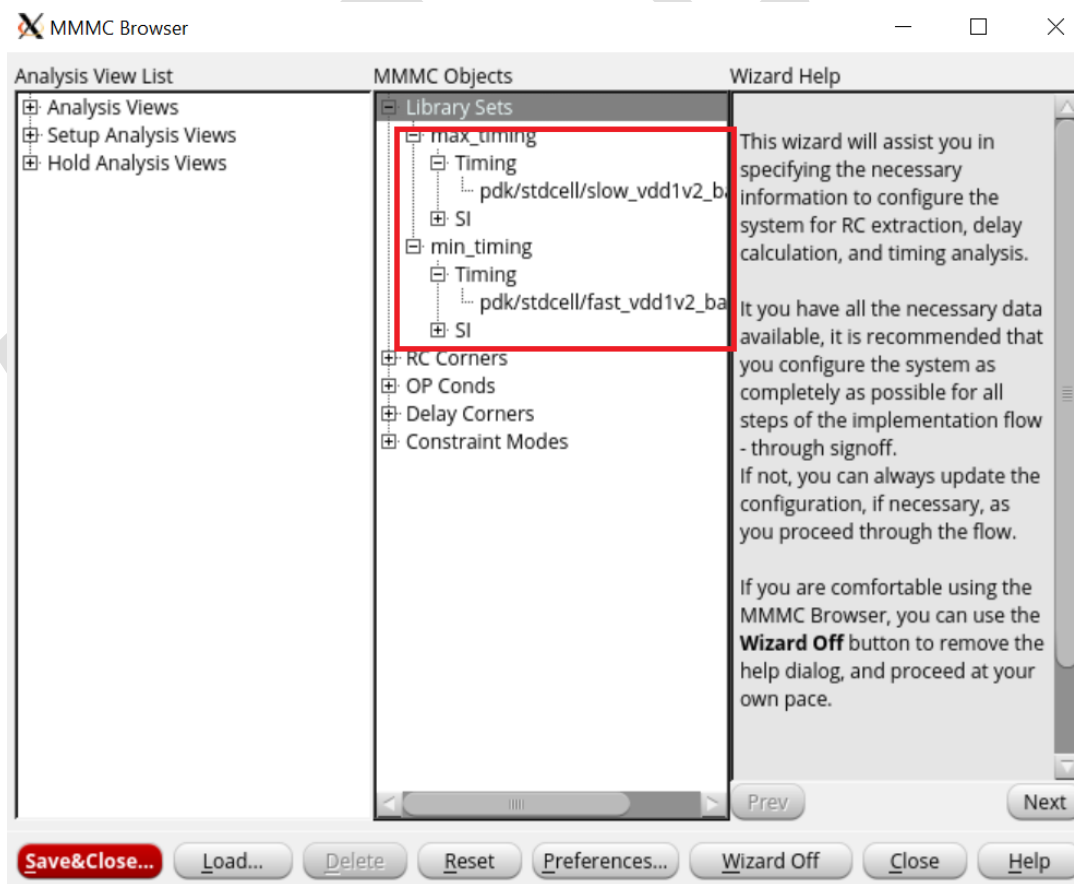 MMMC Browser
Analysis View List
Analysis Views
Setup Analysis Views
Hold Analysis Views
MMMC Objects
Library Sets
max_timing
Timing
pdk/stdcell/slow_vdd1v2_ba
SI
min_timing
Timing
pdk/stdcell/fast_vdd1v2_ba
SI
RC Corners
OP Conds
Delay Corners
Constraint Modes
Wizard Help
This wizard will assist you in
specifying the necessary
information to configure the
system for RC extraction, delay
calculation, and timing analysis.
It you have all the necessary data
available, it is recommended that
you configure the system as
completely as possible for all
steps of the implementation flow
- through signoff.
If not, you can always update the
configuration, if necessary, as
you proceed through the flow.
If you are comfortable using the
MMMC Browser, you can use the
Wizard Off button to remove the
help dialog, and proceed at your
own pace.
Prev Next
Save&Close... Load... Delete Reset Preferences... Wizard Off Close Help